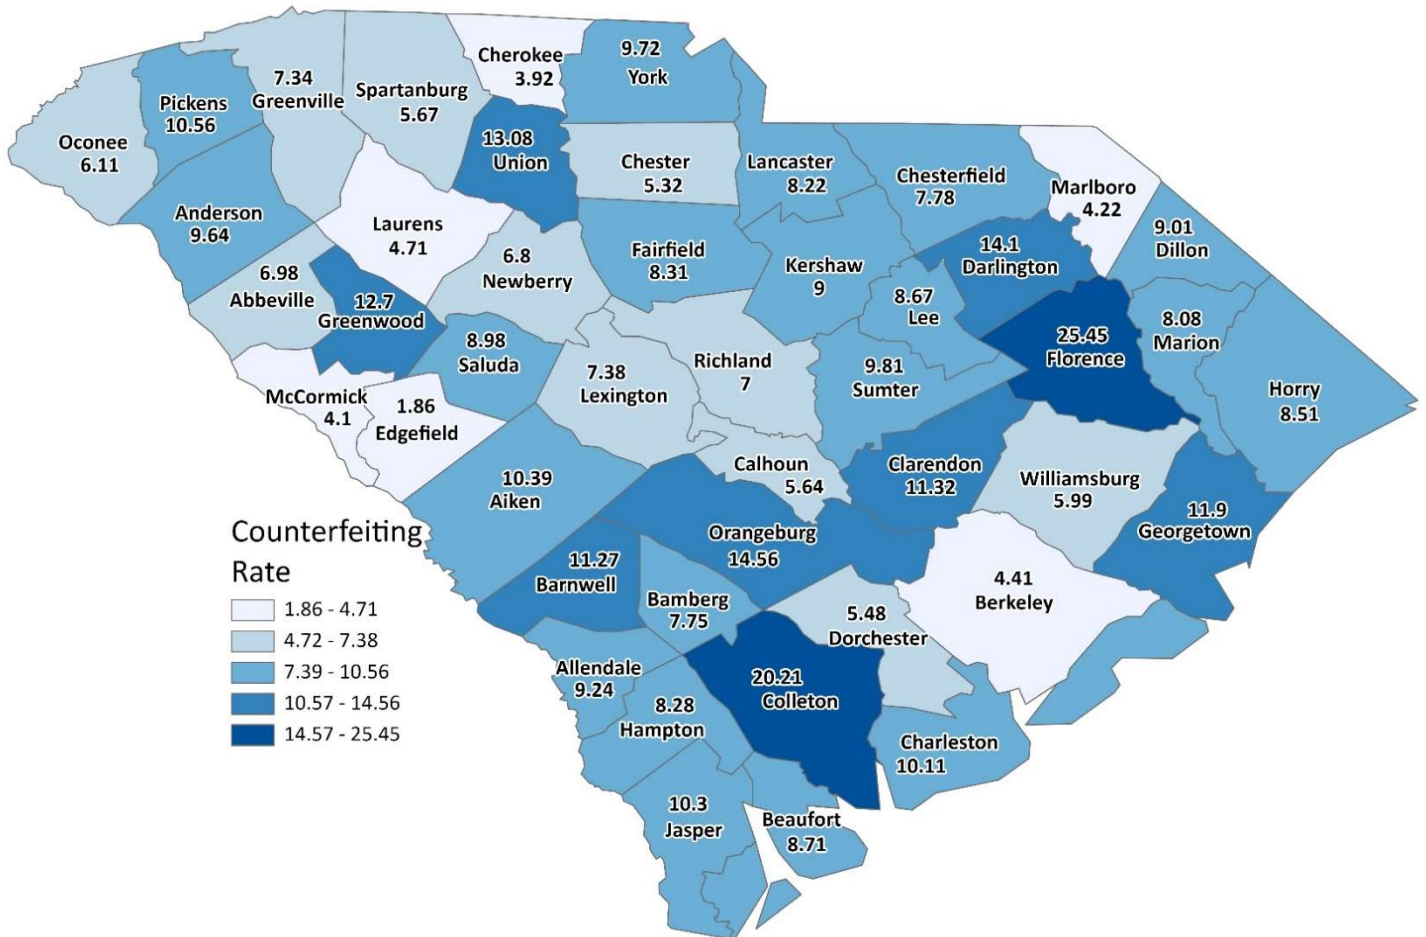 Cherokee
3.92
9.72
York
7.34
Greenville
Spartanburg
5.67
Pickens
10.56
Oconee
6.11
13.08
Union
Chester
5.32
Lancaster
8.22
Chesterfield
7.78
Marlboro
4.22
Anderson
9.64
Laurens
4.71
9.01
Dillon
6.98
Abbeville
12.7
Greenwood
6.8
Newberry
Fairfield
8.31
Kershaw
9
14.1
Darlington
8.67
Lee
25.45
Florence
8.08
Marion
Horry
8.51
8.98
Saluda
7.38
Lexington
Richland
7
9.81
Sumter
McCormick
4.1
1.86
Edgefield
10.39
Aiken
Calhoun
5.64
Clarendon
11.32
Williamsburg
5.99
11.9
Georgetown
Orangeburg
14.56
11.27
Barnwell
Bamberg
7.75
4.41
Berkeley
5.48
Dorchester
Allendale
9.24
20.21
Colleton
8.28
Hampton
Charleston
10.11
10.3
Jasper
Beaufort
8.71
Counterfeiting
Rate
1.86 - 4.71
4.72 - 7.38
7.39 - 10.56
10.57 - 14.56
14.57 - 25.45